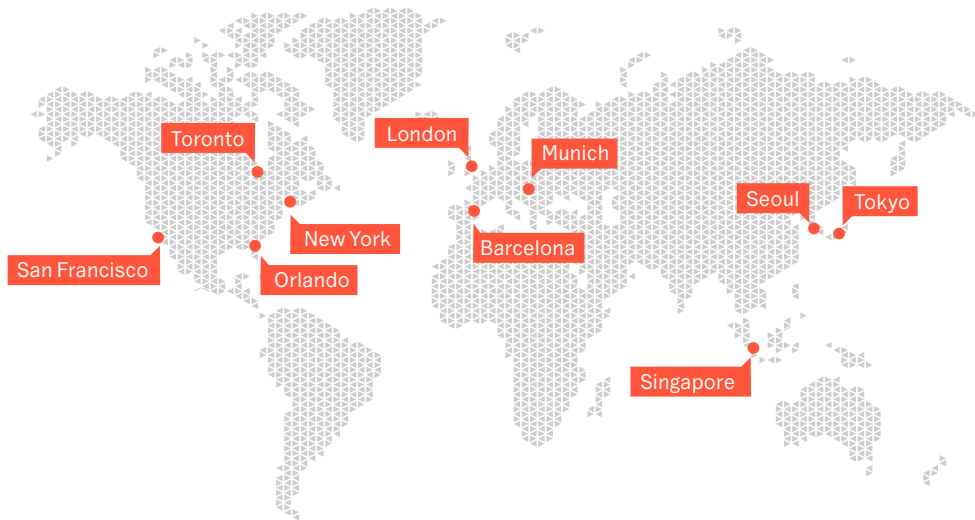 Toronto
London
Munich
Seoul
Tokyo
New York
Barcelona
San Francisco
Orlando
Singapore